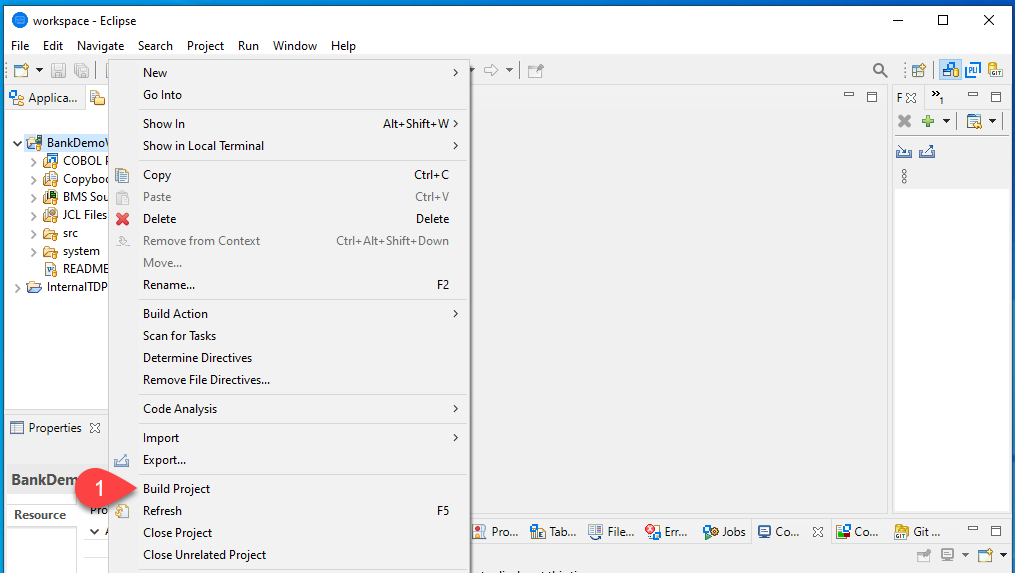 workspace - Eclipse
File Edit Navigate Search Project Run Window Help
Applica...
BankDemo
COBOL
Copyboo
BMS Sou
JCL Files
src
system
README
InternalTDP
New
Go Into
Show In Alt+Shift+W
Show in Local Terminal
Copy Ctrl+C
Paste Ctrl+V
Delete Delete
Remove from Context Ctrl+Alt+Shift+Down
Move...
Rename... F2
Build Action
Scan for Tasks
Determine Directives
Remove File Directives...
Code Analysis
Import
Export...
Build Project
Refresh F5
Close Project
Close Unrelated Project
F
»1
Properties
BankDem
Resource
Pro
1
Pro... Tab... File... Err... Jobs Co... Co... Git ...